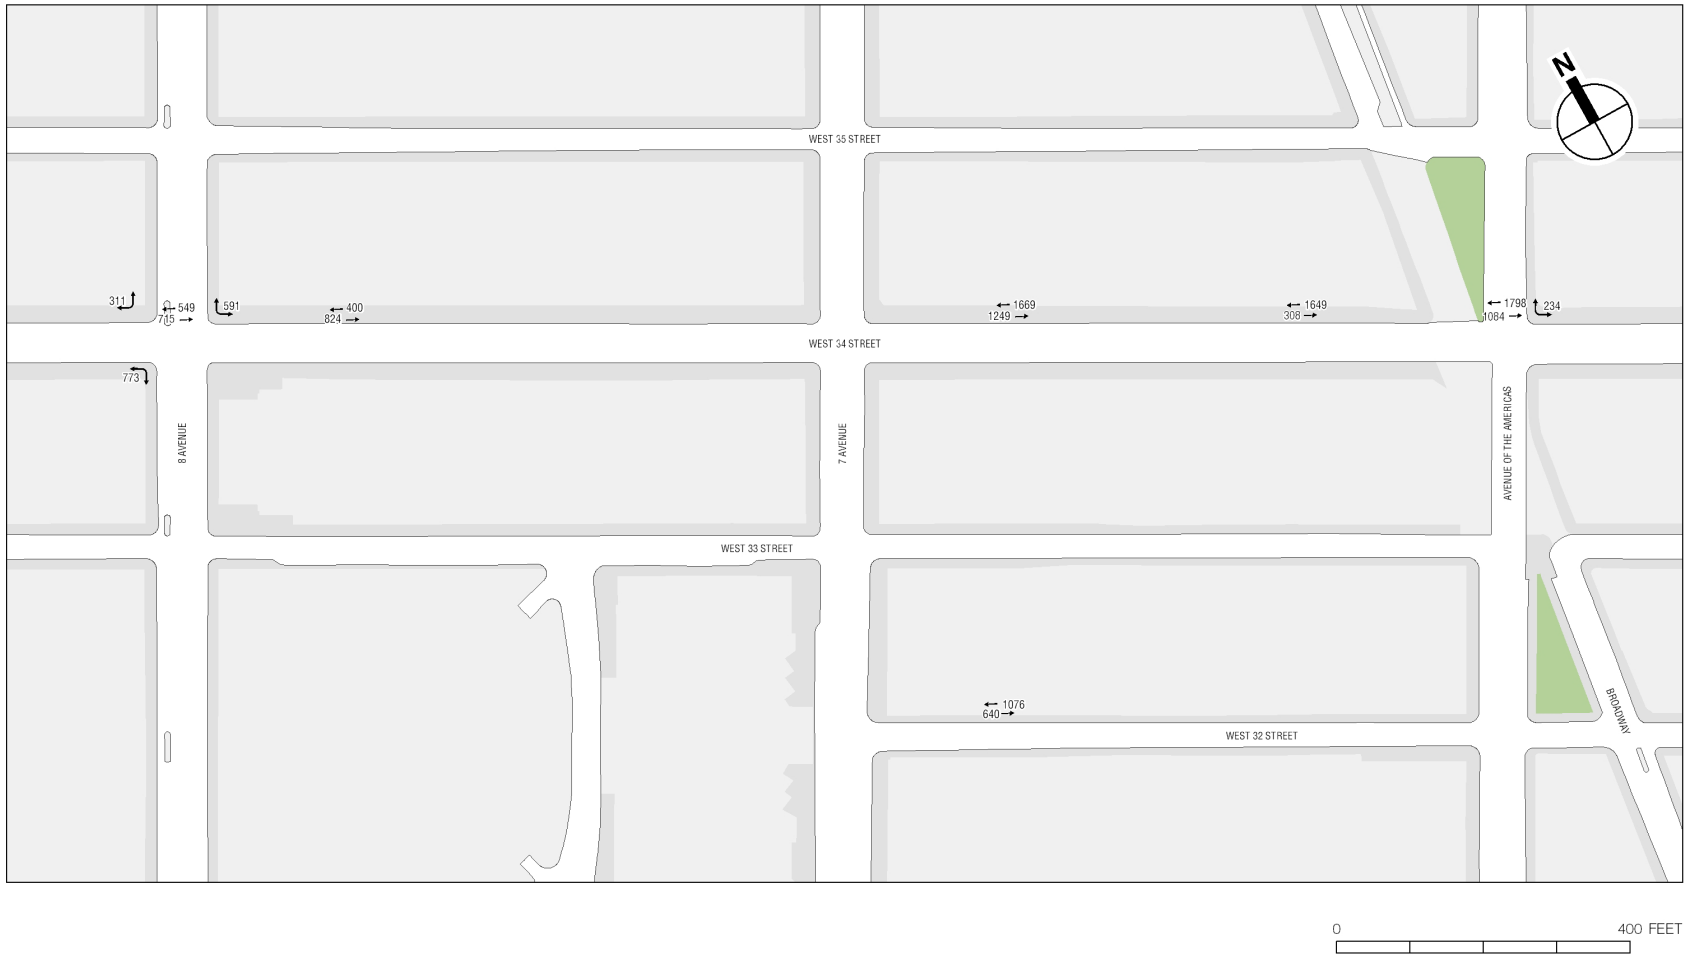 N
WEST 35 STREET
311
549
715
591
400
824
1669
1249
1649
308
1798
1084
234
WEST 34 STREET
773
8 AVENUE
7 AVENUE
AVENUE OF THE AMERICAS
WEST 33 STREET
1076
640
BROADWAY
WEST 32 STREET
0
400 FEET